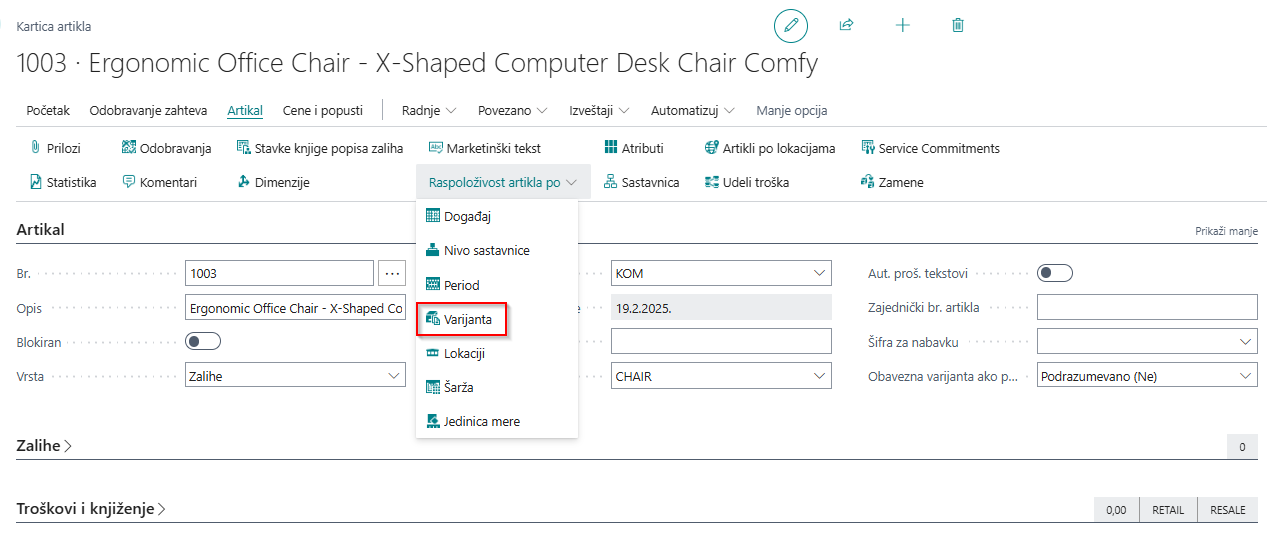 Kartica artikla
1003 · Ergonomic Office Chair - X-Shaped Computer Desk Chair Comfy
Početak Odobravanje zahteva Artikal Cene i popusti Radnje Povezano Izveštaji Automatizuj Manje opcija
Prilozi Odobravanja Stavke knjige popisa zaliha Marketinški tekst Atributi Artikli po lokacijama Service Commitments
Statistika Komentari Dimenzije Raspoloživost artikla po Sastavnica Udeli troška Zamene
Događaj
Nivo sastavnice
Period
Varijanta
Lokaciji
Šarža
Jedinica mere
Artikal Prikaži manje
Br. 1003 ...
Opis Ergonomic Office Chair - X-Shaped Co
Blokiran
Vrsta Zalihe
KOM
e 19.2.2025.
CHAIR
Aut. proš. tekstovi
Zajednički br. artikla
Šifra za nabavku
Obavezna varijanta ako p... Podrazumevano (Ne)
Zalihe 0
Troškovi i knjiženje 0,00 RETAIL RESALE